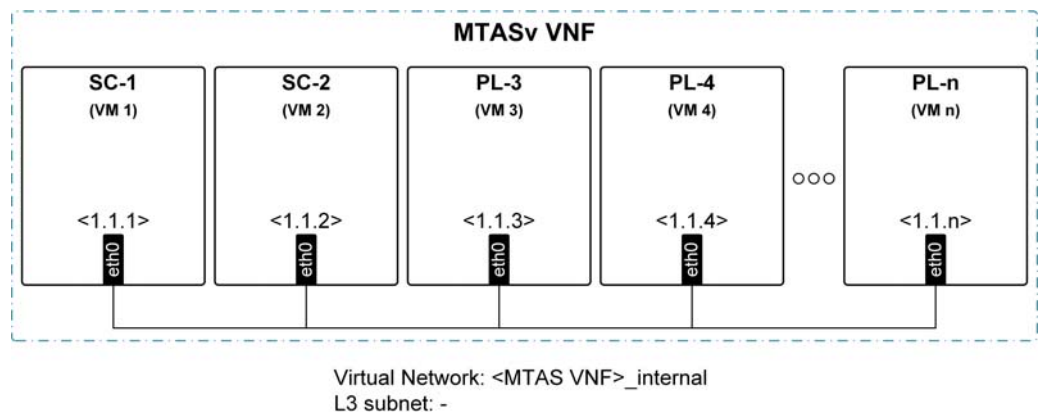 MTASv VNF
SC-1
(VM 1)
SC-2
(VM 2)
PL-3
(VM 3)
PL-4
(VM 4)
PL-n
(VM n)
<1.1.1>
<1.1.2>
<1.1.3>
<1.1.4>
<1.1.n>
eth0
eth0
eth0
eth0
eth0
Virtual Network: <MTAS VNF>_internal
L3 subnet: -